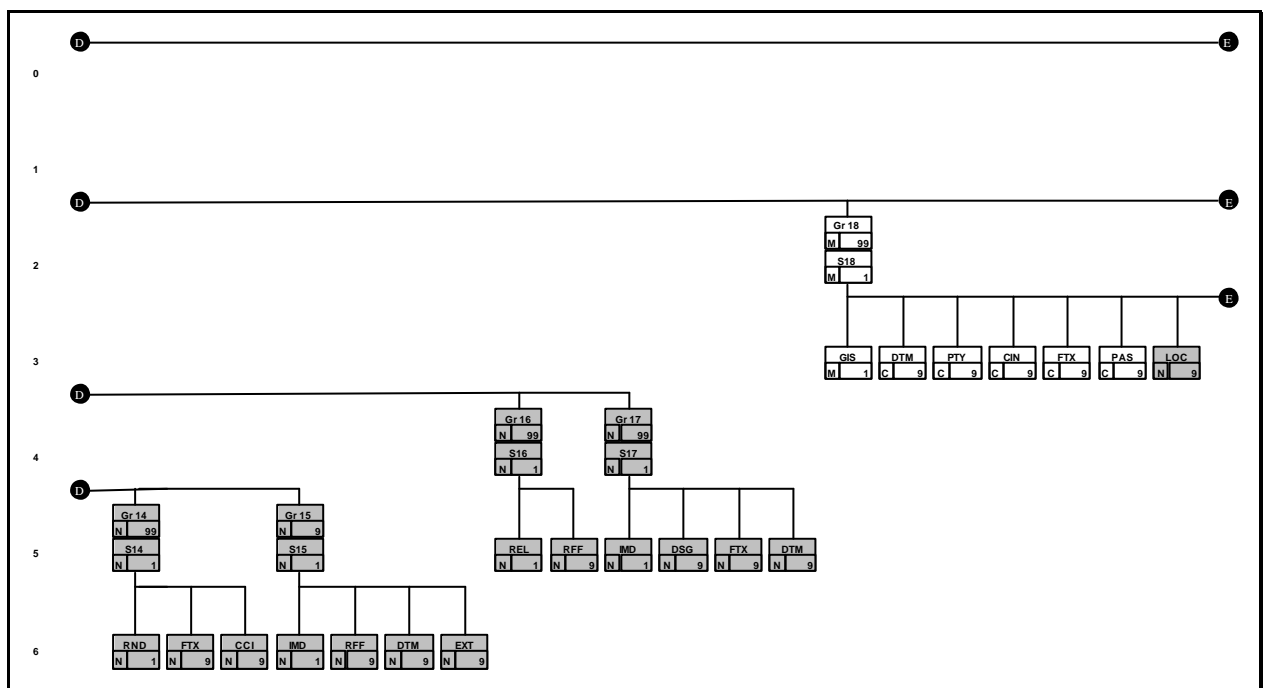 D E
0
1
D E
Gr 18
M 99
2
S18
M 1
E
3
GIS DTM PTY CIN FTX PAS LOC
M 1 C 9 C 9 C 9 C 9 C 9 N 9
D
Gr 16 Gr 17
N 99 N 99
4
S16 S17
N 1 N 1
D
Gr 14 Gr 15
N 99 N 9
5
S14 S15 REL RFF IMD DSG FTX DTM
N 1 N 1 N 1 N 9 N 1 N 9 N 9 N 9
6
RND FTX CCI IMD RFF DTM EXT
N 1 N 9 N 9 N 1 N 9 N 9 N 9